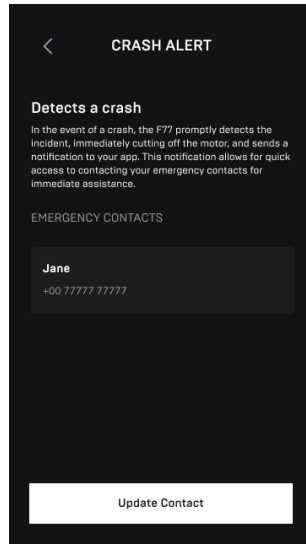 CRASH ALERT
Detects a crash
In the event of a crash, the F77 promptly detects the
incident, immediately cutting off the motor, and sends a
notification to your app. This notification allows for quick
access to contacting your emergency contacts for
immediate assistance.
EMERGENCY CONTACTS
Jane
+00 77777 77777
Update Contact